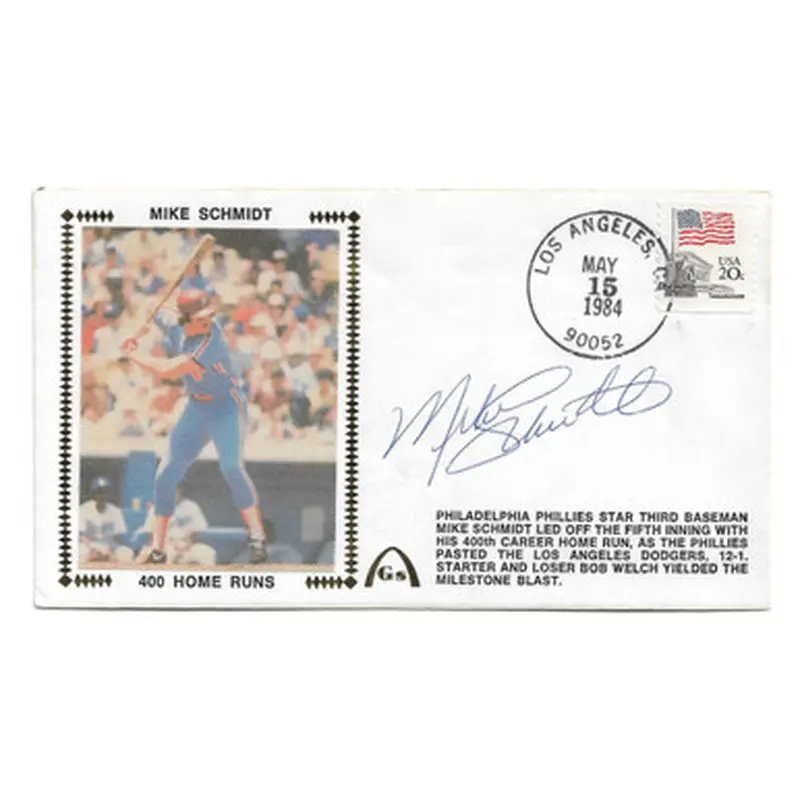 MIKE SCHMIDT
400 HOME RUNS
Gs
LOS ANGELES, C
MAY
15
1984
90052
USA
20c
Mike Schmidt
PHILADELPHIA PHILLIES STAR THIRD BASEMAN
MIKE SCHMIDT LED OFF THE FIFTH INNING WITH
HIS 400th CAREER HOME RUN, AS THE PHILLIES
PASTED THE LOS ANGELES DODGERS, 12-1.
STARTER AND LOSER BOB WELCH YIELDED THE
MILESTONE BLAST.